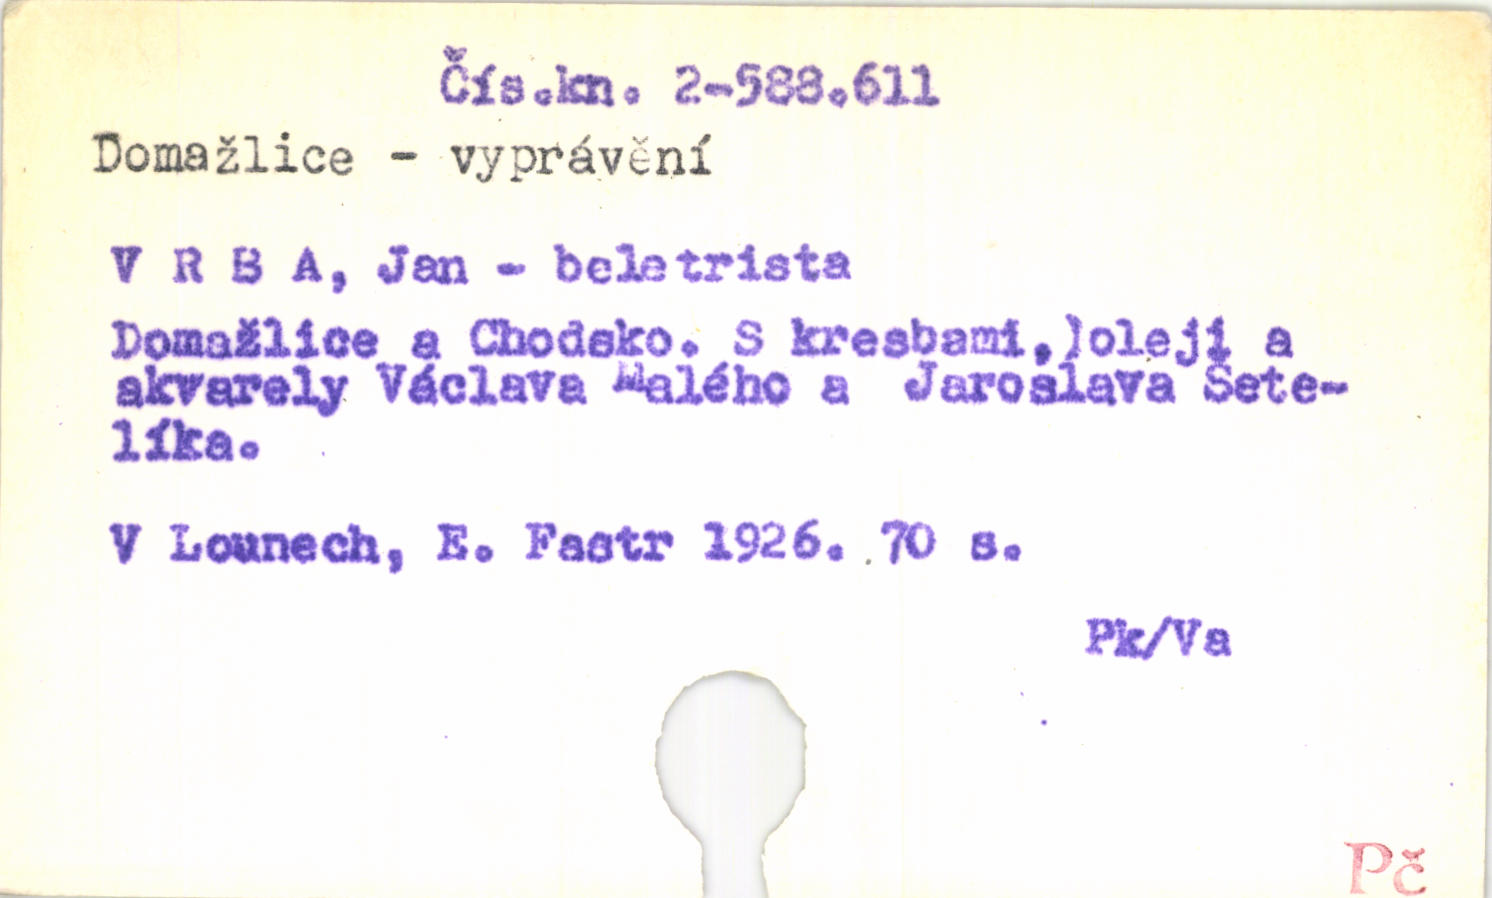 Čís.kn. 2-588.611
Domažlice - vyprávění
V R B A, Jan - beletrista
Domažlice a Chodsko. S kresbami,)oleji a
akvarely Václava Malého a Jaroslava Šete-
líka.
V Lounech, E. Fastr 1926. 70 s.
Pk/Va
Pč